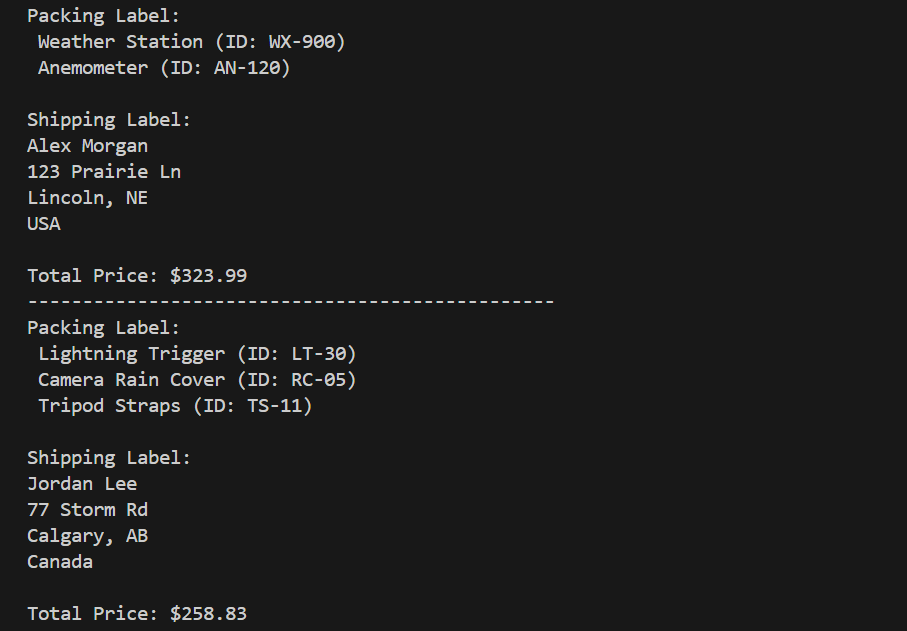 Packing Label:
Weather Station (ID: WX-900)
Anemometer (ID: AN-120)
Shipping Label:
Alex Morgan
123 Prairie Ln
Lincoln, NE
USA
Total Price: $323.99
------------------------------------------------
Packing Label:
Lightning Trigger (ID: LT-30)
Camera Rain Cover (ID: RC-05)
Tripod Straps (ID: TS-11)
Shipping Label:
Jordan Lee
77 Storm Rd
Calgary, AB
Canada
Total Price: $258.83